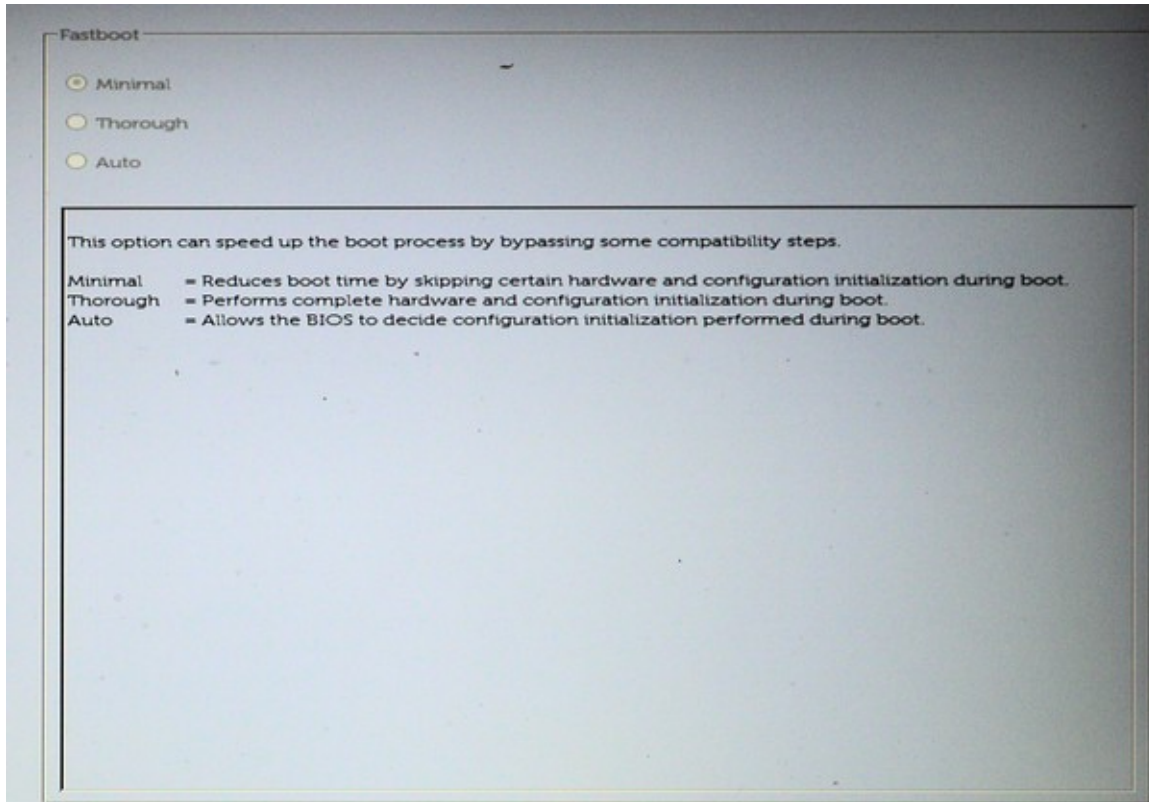 Fastboot
Minimal
Thorough
Auto
This option can speed up the boot process by bypassing some compatibility steps.
Minimal = Reduces boot time by skipping certain hardware and configuration initialization during boot.
Thorough = Performs complete hardware and configuration initialization during boot.
Auto = Allows the BIOS to decide configuration initialization performed during boot.